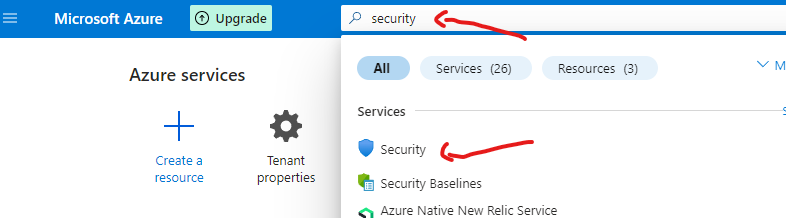 Microsoft Azure
Upgrade
security
All
Services (26)
Resources (3)
M
Azure services
Services
S
Create a
resource
Tenant
properties
Security
Security Baselines
Azure Native New Relic Service